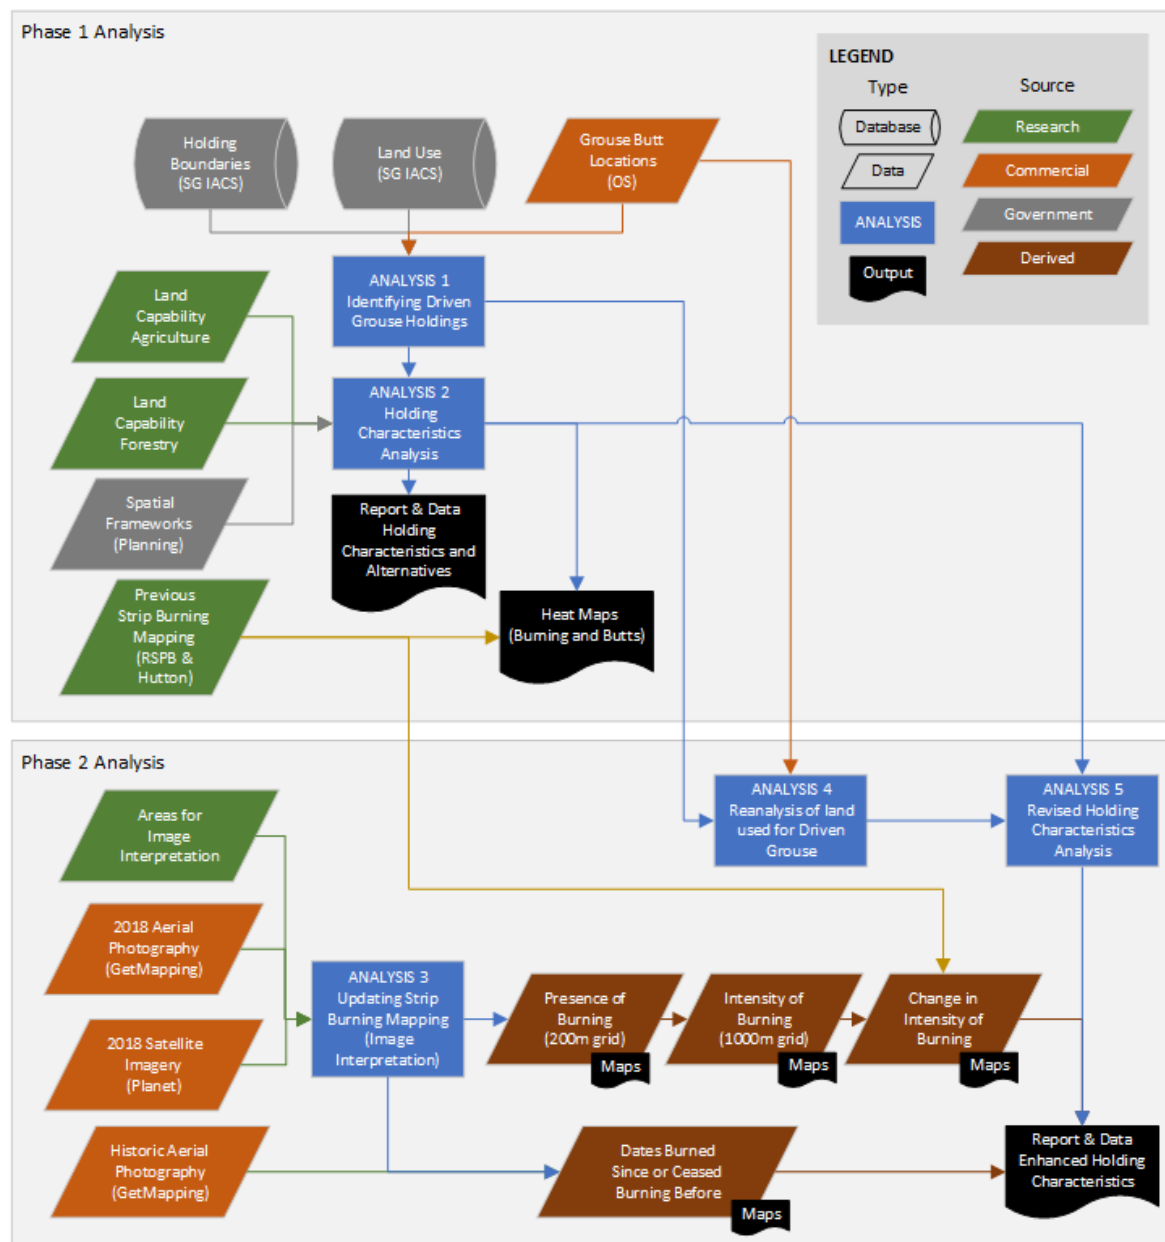 Phase 1 Analysis
LEGEND
Type
Source
Database
Research
Data
Commercial
ANALYSIS
Government
Output
Derived
Holding
Boundaries
(SG IACS)
Land Use
(SG IACS)
Grouse Butt
Locations
(OS)
ANALYSIS 1
Identifying Driven
Grouse Holdings
Land
Capability
Agriculture
ANALYSIS 2
Holding
Characteristics
Analysis
Land
Capability
Forestry
Spatial
Frameworks
(Planning)
Report & Data
Holding
Characteristics and
Alternatives
Previous
Strip Burning
Mapping
(RSPB &
Hutton)
Heat Maps
(Burning and Butts)
Phase 2 Analysis
Areas for
Image
Interpretation
ANALYSIS 4
Reanalysis of land
used for Driven
Grouse
ANALYSIS 5
Revised Holding
Characteristics
Analysis
2018 Aerial
Photography
(GetMapping)
ANALYSIS 3
Updating Strip
Burning Mapping
(Image
Interpretation)
Presence of
Burning
(200m grid)
Maps
Intensity of
Burning
(1000m grid)
Maps
Change in
Intensity of
Burning
Maps
2018 Satellite
Imagery
(Planet)
Historic Aerial
Photography
(GetMapping)
Dates Burned
Since or Ceased
Burning Before
Maps
Report & Data
Enhanced Holding
Characteristics